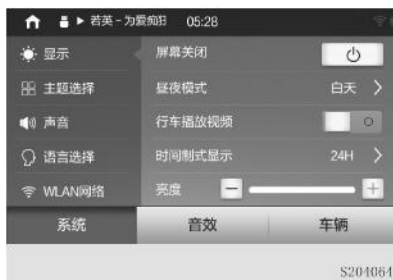 若英 - 为爱痴狂 05:28
显示
屏幕关闭
主题选择
昼夜模式 白天
声音
行车播放视频
语言选择
时间制式显示 24H
WLAN网络
亮度
系统 音效 车辆
S204064